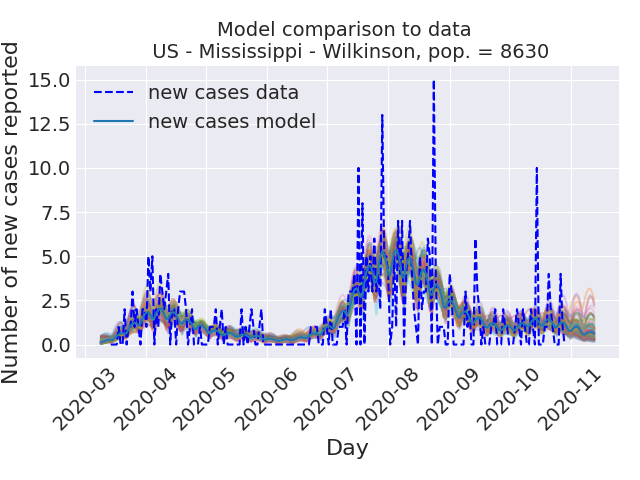 Model comparison to data
US - Mississippi - Wilkinson, pop. = 8630
Number of new cases reported
15.0
12.5
10.0
7.5
5.0
2.5
0.0
new cases data
new cases model
2020-03
2020-04
2020-05
2020-06
2020-07
2020-08
2020-09
2020-10
2020-11
Day